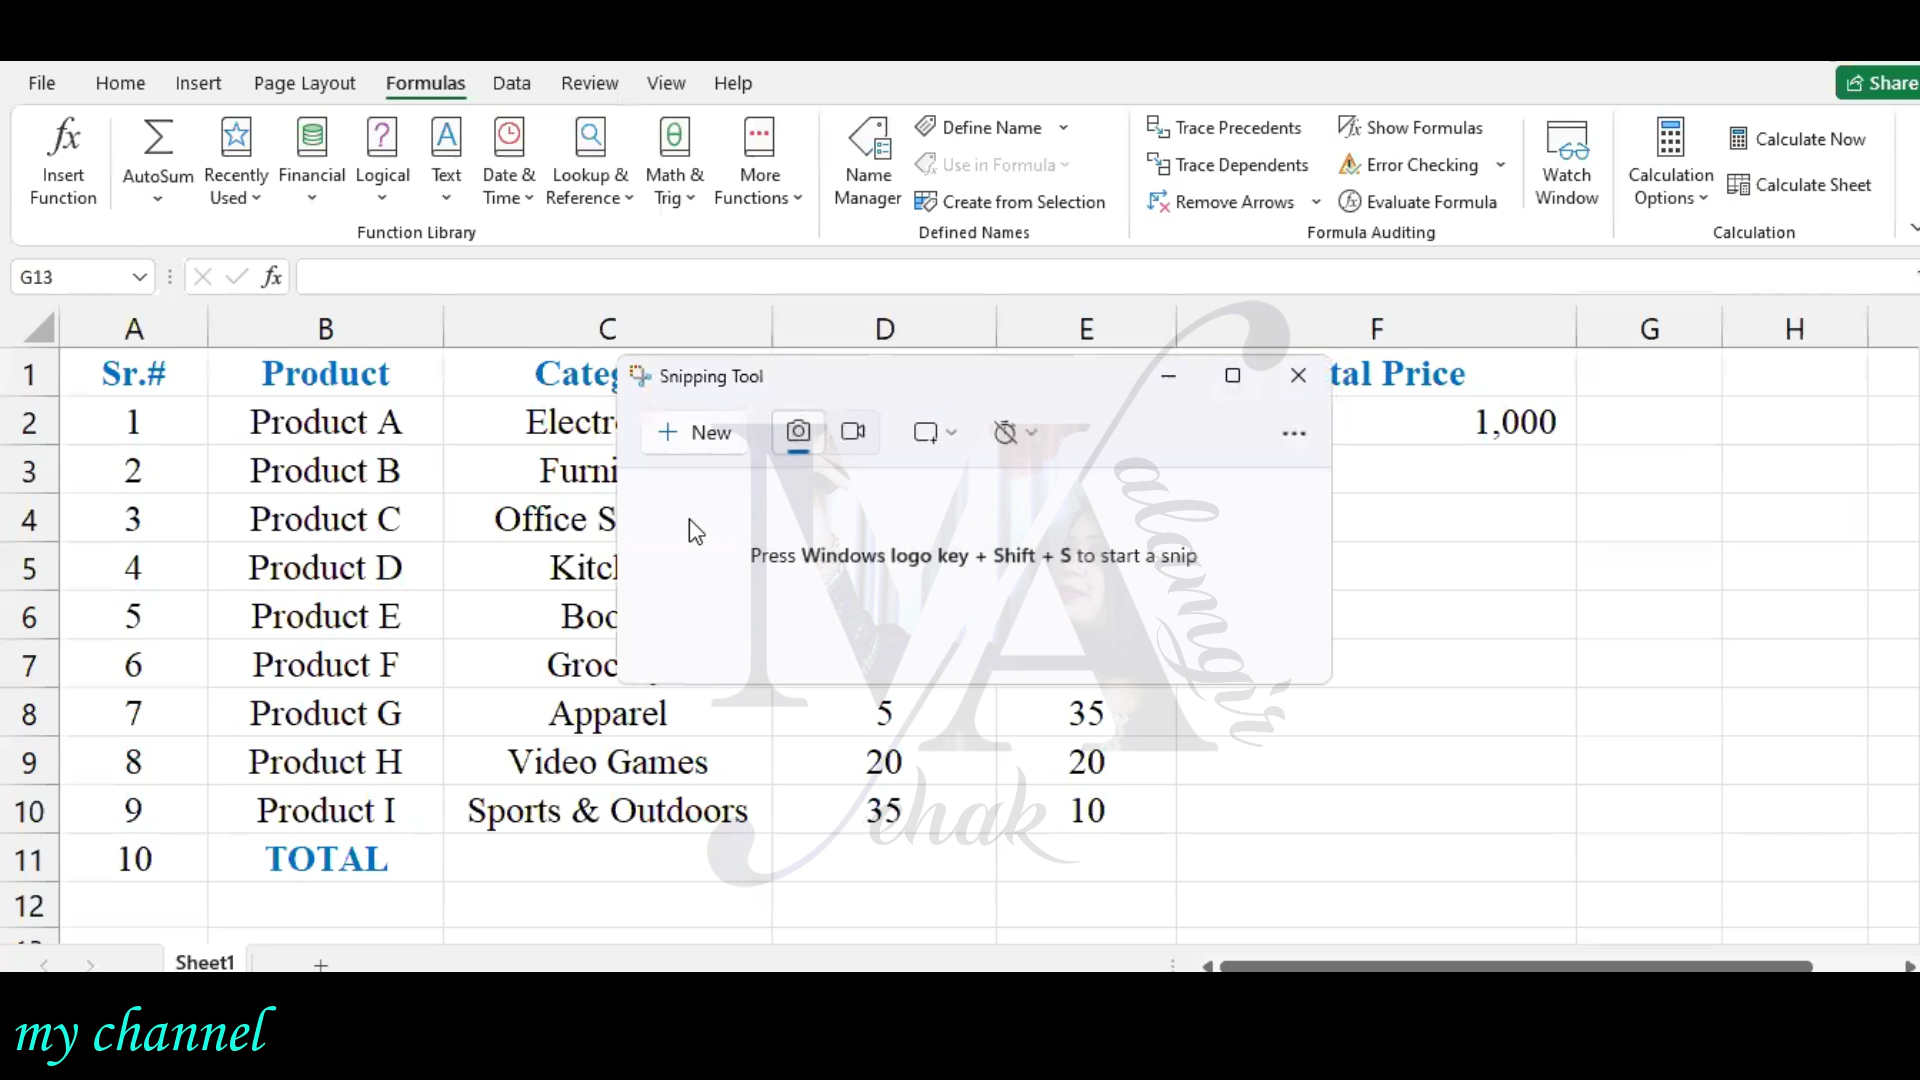 File Home Insert Page Layout Formulas Data Review View Help Share
Insert Function AutoSum Recently Used Financial Logical Text Date & Time Lookup & Reference Math & Trig More Functions
Function Library
Name Manager Define Name Use in Formula Create from Selection
Defined Names
Trace Precedents Show Formulas
Trace Dependents Error Checking
Remove Arrows Evaluate Formula
Watch Window
Formula Auditing
Calculation Options Calculate Now Calculate Sheet
Calculation
G13 fx
A B C D E F G H
1 Sr.# Product Categ tal Price
2 1 Product A Electr 1,000
3 2 Product B Furni
4 3 Product C Office S
5 4 Product D Kitc
6 5 Product E Boo
7 6 Product F Groc
8 7 Product G Apparel 5 35
9 8 Product H Video Games 20 20
10 9 Product I Sports & Outdoors 35 10
11 10 TOTAL
12
Snipping Tool
New
Press Windows logo key + Shift + S to start a snip
MA
alamgir
ehak
Sheet1
my channel